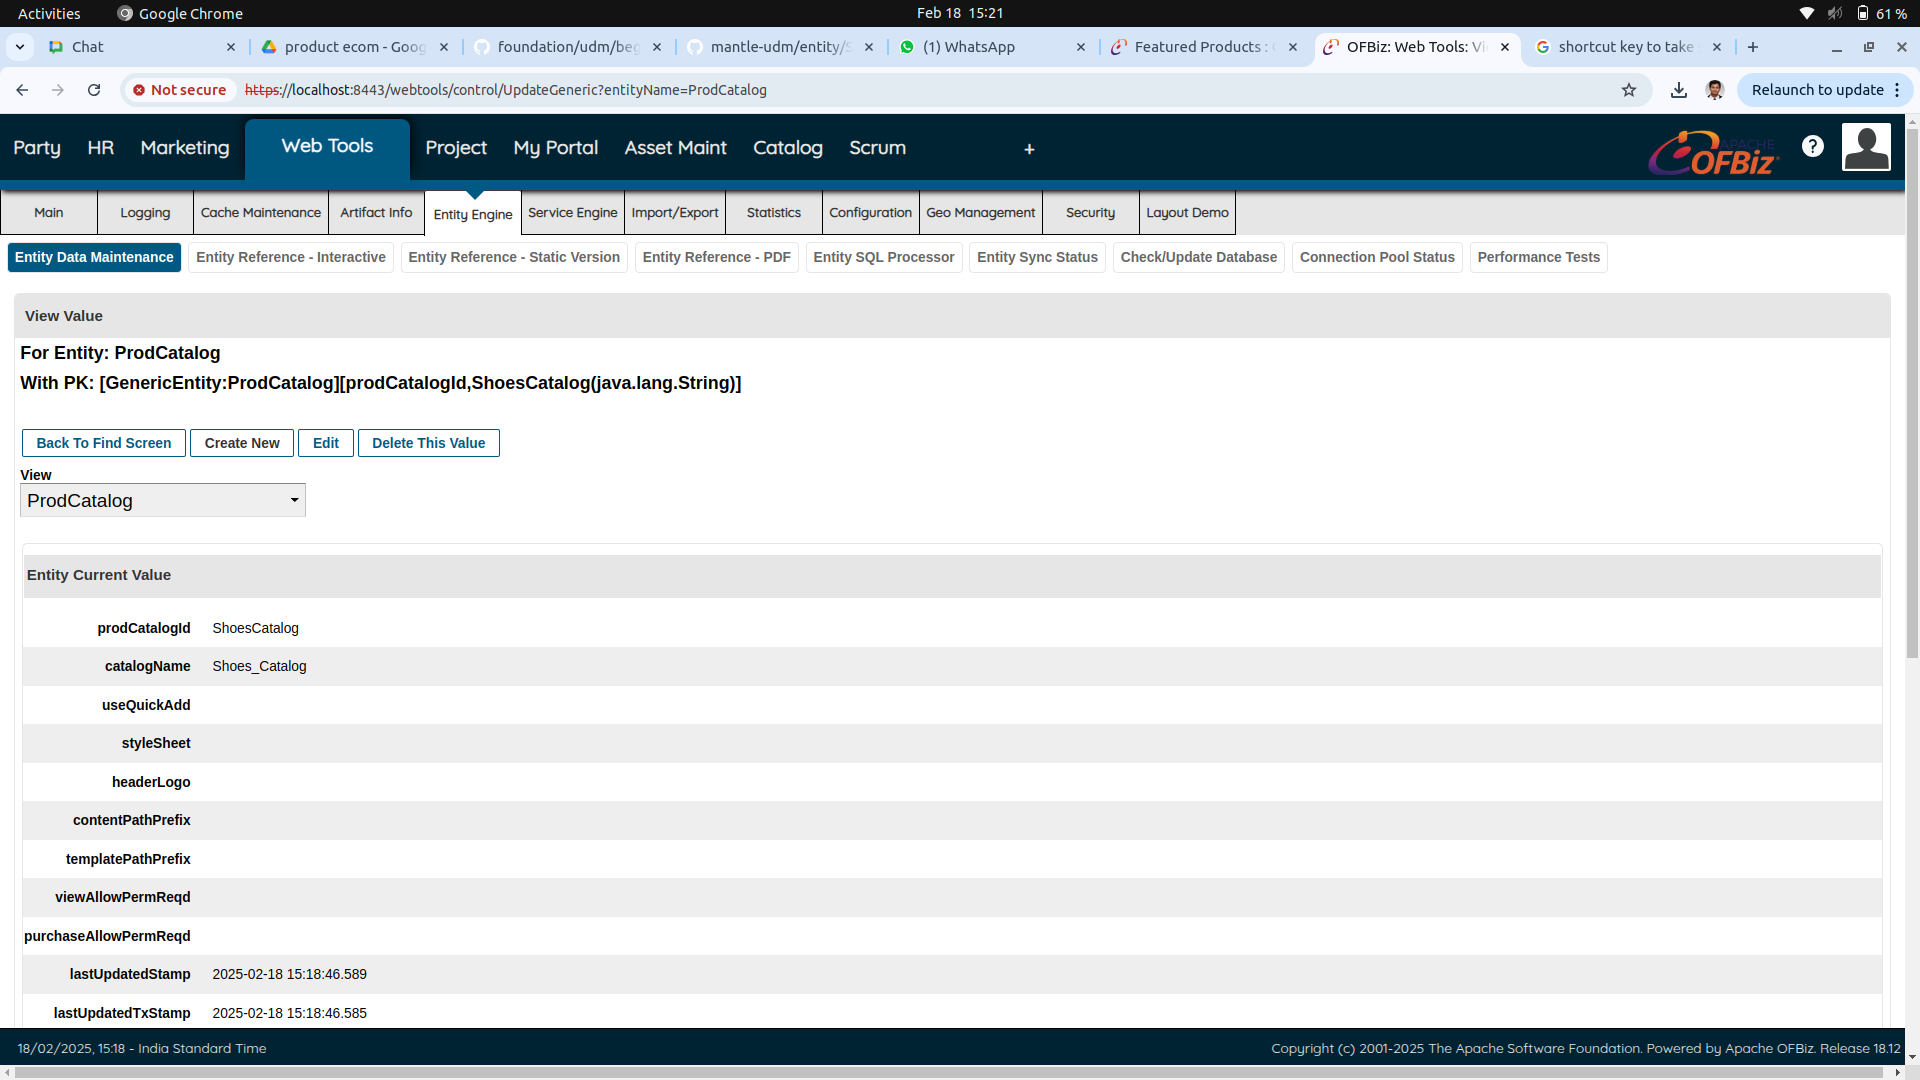 Activities Google Chrome Feb 18 15:21 61 %
Chat product ecom - Goog foundation/udm/beg mantle-udm/entity/S (1) WhatsApp Featured Products : OFBiz: Web Tools: Vi shortcut key to take
Not secure https://localhost:8443/webtools/control/UpdateGeneric?entityName=ProdCatalog Relaunch to update
Party HR Marketing Web Tools Project My Portal Asset Maint Catalog Scrum + APACHE OFBiz ?
Main Logging Cache Maintenance Artifact Info Entity Engine Service Engine Import/Export Statistics Configuration Geo Management Security Layout Demo
Entity Data Maintenance Entity Reference - Interactive Entity Reference - Static Version Entity Reference - PDF Entity SQL Processor Entity Sync Status Check/Update Database Connection Pool Status Performance Tests
View Value
For Entity: ProdCatalog
With PK: [GenericEntity:ProdCatalog][prodCatalogId,ShoesCatalog(java.lang.String)]
Back To Find Screen Create New Edit Delete This Value
View
ProdCatalog
Entity Current Value
prodCatalogId ShoesCatalog
catalogName Shoes_Catalog
useQuickAdd
styleSheet
headerLogo
contentPathPrefix
templatePathPrefix
viewAllowPermReqd
purchaseAllowPermReqd
lastUpdatedStamp 2025-02-18 15:18:46.589
lastUpdatedTxStamp 2025-02-18 15:18:46.585
18/02/2025, 15:18 - India Standard Time Copyright (c) 2001-2025 The Apache Software Foundation. Powered by Apache OFBiz. Release 18.12